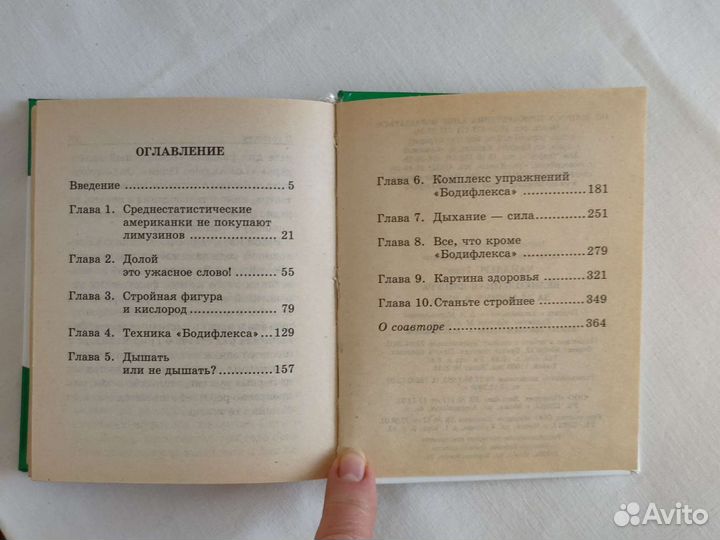 ОГЛАВЛЕНИЕ
Введение ................................ 5
Глава 1. Среднестатистические
американки не покупают
лимузинов ................. 21
Глава 2. Долой
это ужасное слово! ......... 55
Глава 3. Стройная фигура
и кислород ................ 79
Глава 4. Техника «Бодифлекса» ... 129
Глава 5. Дышать
или не дышать? ........... 157
Глава 6. Комплекс упражнений
«Бодифлекса» ............. 181
Глава 7. Дыхание — сила ........... 251
Глава 8. Все, что кроме
«Бодифлекса» ............. 279
Глава 9. Картина здоровья ........ 321
Глава 10. Станьте стройнее ........ 349
О соавторе ............................ 364
Avito